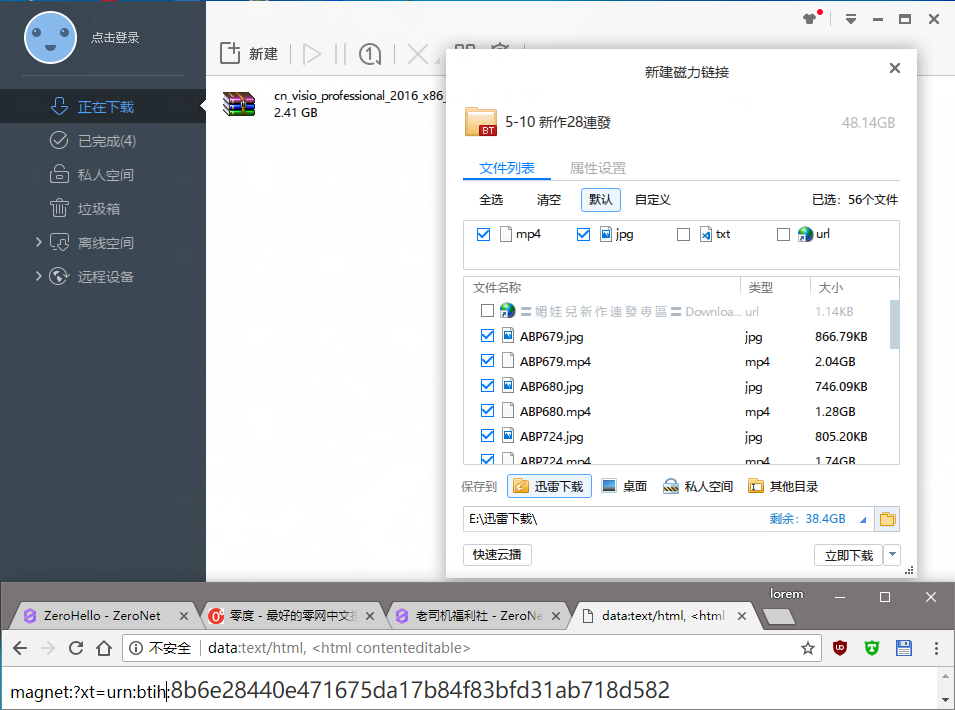 点击登录
正在下载
已完成(4)
私人空间
垃圾箱
离线空间
远程设备
新建
cn_visio_professional_2016_x86_
2.41 GB
新建磁力链接
BT
5-10 新作28連發
48.14GB
文件列表 属性设置
全选 清空 默认 自定义 已选：56个文件
mp4 jpg txt url
文件名称 类型 大小
〓媚娃兒新作連發専區〓Downloa... url 1.14KB
ABP679.jpg jpg 866.79KB
ABP679.mp4 mp4 2.04GB
ABP680.jpg jpg 746.09KB
ABP680.mp4 mp4 1.28GB
ABP724.jpg jpg 805.20KB
ABP724.mp4 mp4 1.74GB
保存到 迅雷下载 桌面 私人空间 其他目录
E:\迅雷下载\ 剩余：38.4GB
快速云播 立即下载
lorem
ZeroHello - ZeroNet 零度 - 最好的零网中文搜 老司机福利社 - ZeroNe data:text/html, <html
不安全 data:text/html, <html contenteditable>
magnet:?xt=urn:btih:8b6e28440e471675da17b84f83bfd31ab718d582